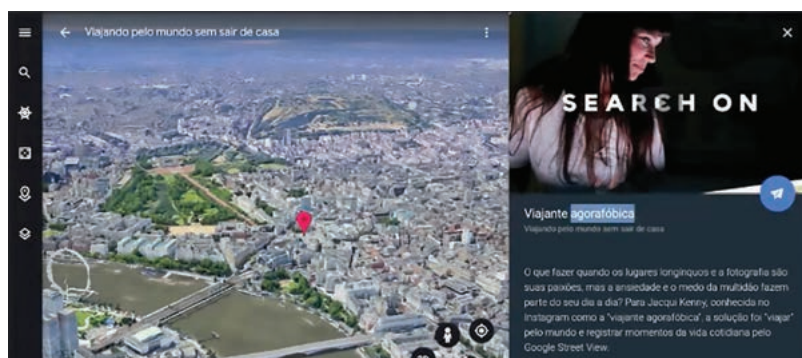 Viajando pelo mundo sem sair de casa
SEARCH ON
Viajante agorafóbica
Viajando pelo mundo sem sair de casa
O que fazer quando os lugares longínquos e a fotografia são
suas paixões, mas a ansiedade e o medo da multidão fazem
parte do seu dia a dia? Para Jacqui Kenny, conhecida no
Instagram como a "viajante agorafóbica", a solução foi "viajar"
pelo mundo e registrar momentos da vida cotidiana pelo
Google Street View.